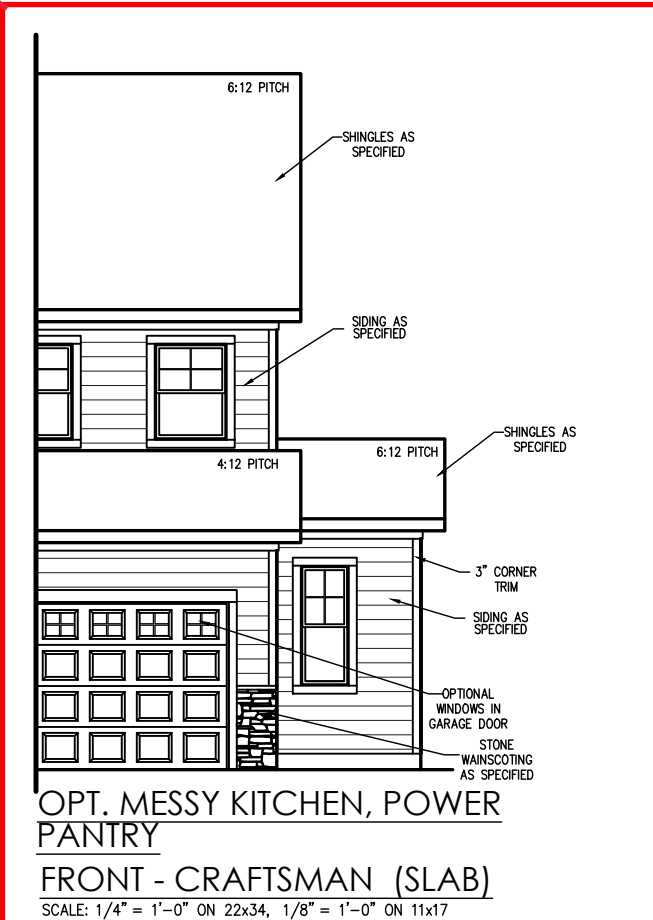 6:12 PITCH
SHINGLES AS
SPECIFIED
SIDING AS
SPECIFIED
SHINGLES AS
SPECIFIED
6:12 PITCH
4:12 PITCH
3" CORNER
TRIM
SIDING AS
SPECIFIED
OPTIONAL
WINDOWS IN
GARAGE DOOR
STONE
WAINSCOTING
AS SPECIFIED
OPT. MESSY KITCHEN, POWER
PANTRY
FRONT - CRAFTSMAN (SLAB)
SCALE: 1/4" = 1'-0" ON 22x34, 1/8" = 1'-0" ON 11x17